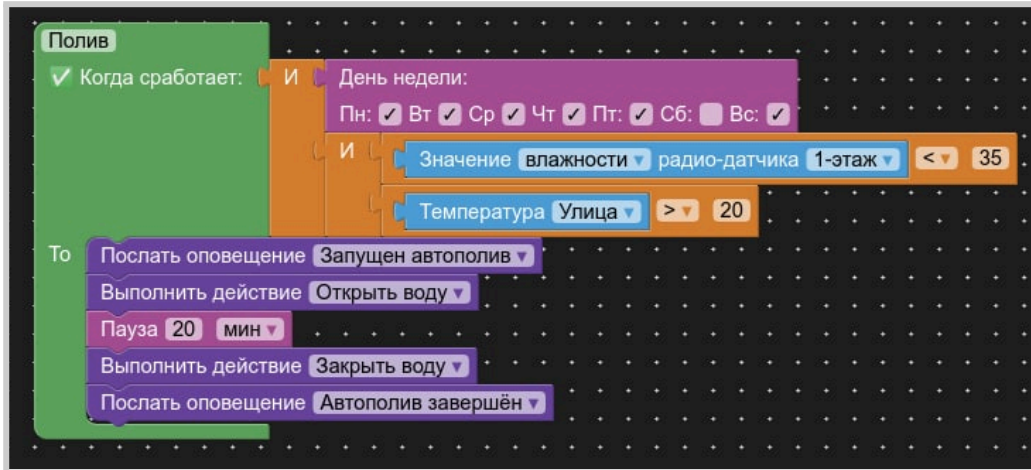 Полив
Когда сработает: И День недели:
Пн: Вт Ср Чт Пт: Сб: Вс:
И Значение влажности радио-датчика 1-этаж < 35
Температура Улица > 20
То Послать оповещение Запущен автополив
Выполнить действие Открыть воду
Пауза 20 мин
Выполнить действие Закрыть воду
Послать оповещение Автополив завершён